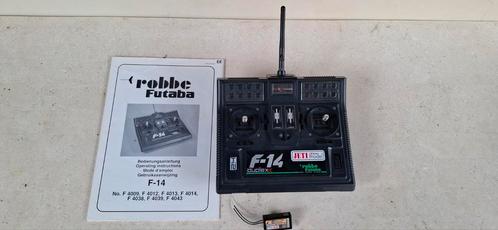 robbe
Futaba
Bedienungsanleitung
Operating instructions
Mode d'emploi
Gebruiksaanwijzing
F-14
No. F 4009, F 4012, F 4013, F 4014,
F 4038, F 4039, F 4043
F-14
duplex
JETI
robbe
Futaba